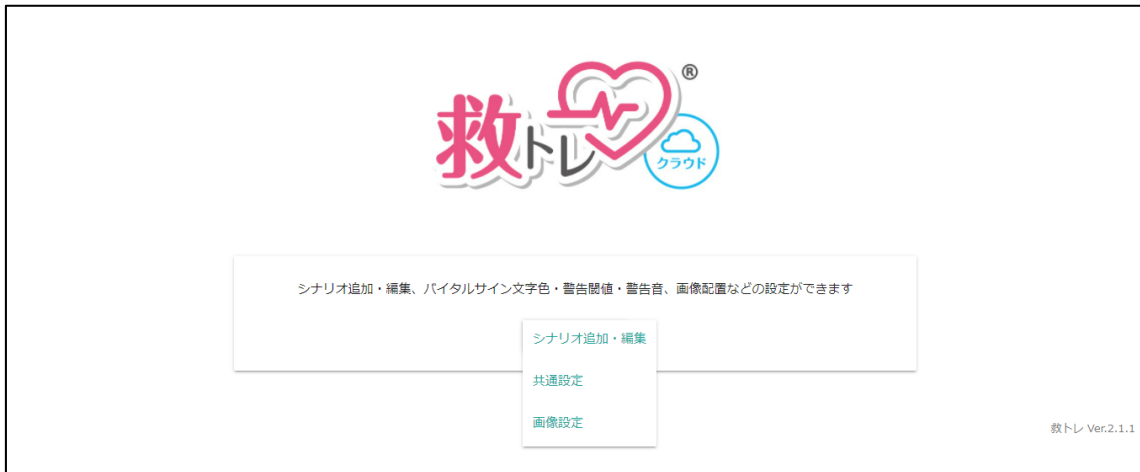 救トレ®
クラウド
シナリオ追加・編集、バイタルサイン文字色・警告閾値・警告音、画像配置などの設定ができます
シナリオ追加・編集
共通設定
画像設定
救トレ Ver.2.1.1